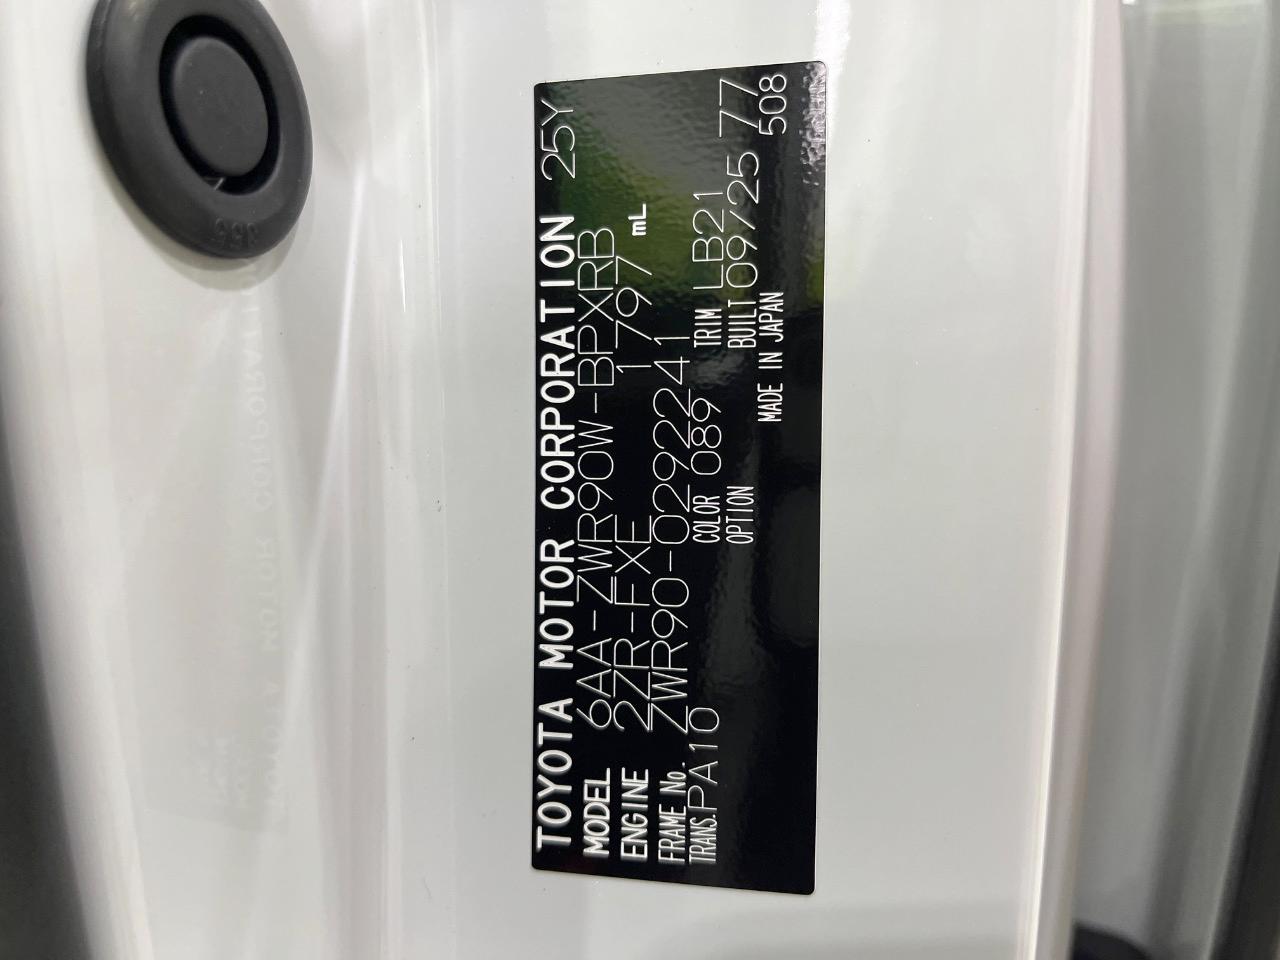 TOYOTA MOTOR CORPORATION 25Y
MODEL 6AA-ZWR90W-BPXRB
ENGINE 2ZR-FXE 1797 mL
FRAME No. ZWR90-0292241
TRANS. PA10 COLOR 089 TRIM LB21
OPTION BUILT 09/25 77
MADE IN JAPAN 508